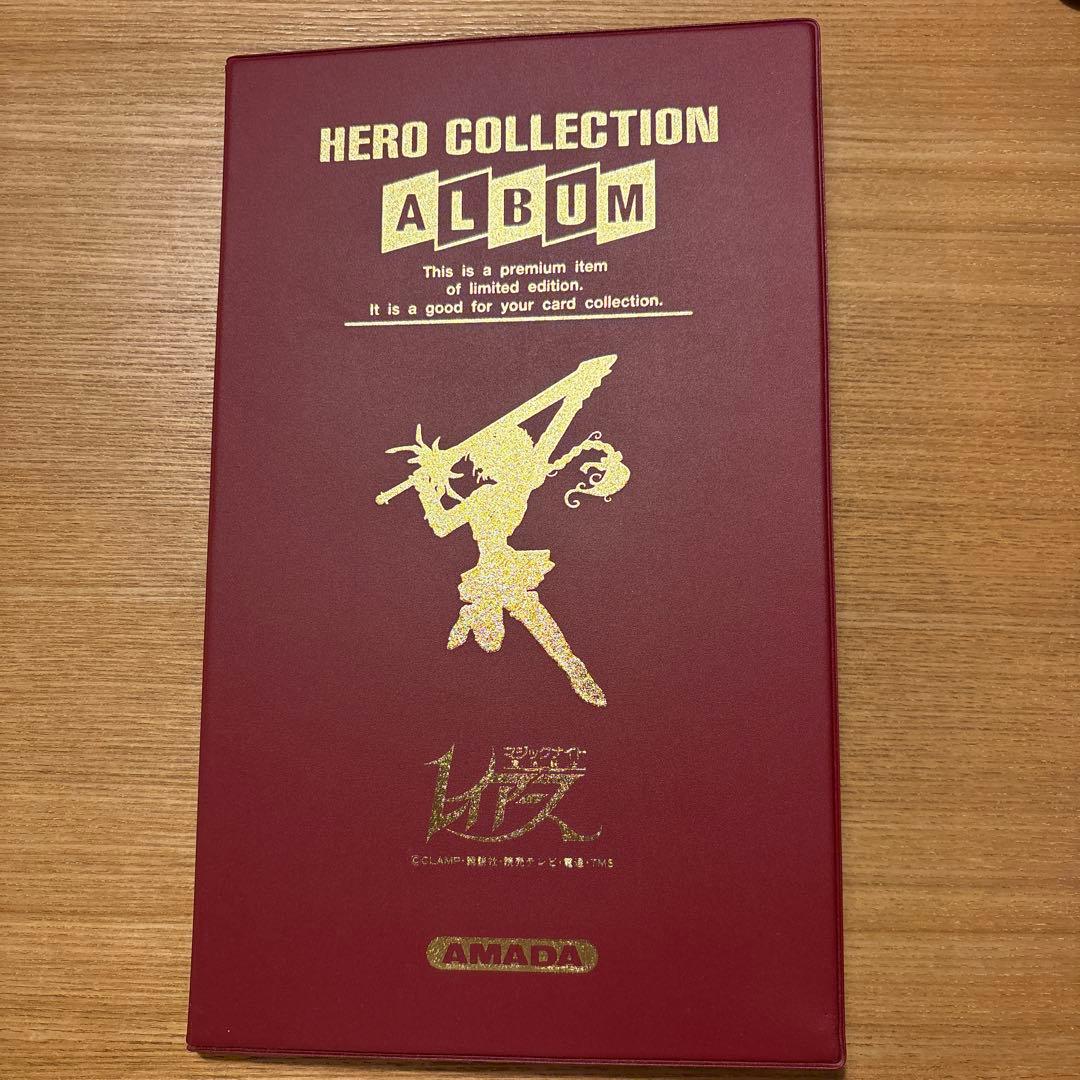 HERO COLLECTION
ALBUM
This is a premium item
of limited edition.
It is a good for your card collection.
マジックナイト
レイアース
©CLAMP・講談社・読売テレビ・電通・TMS
AMADA